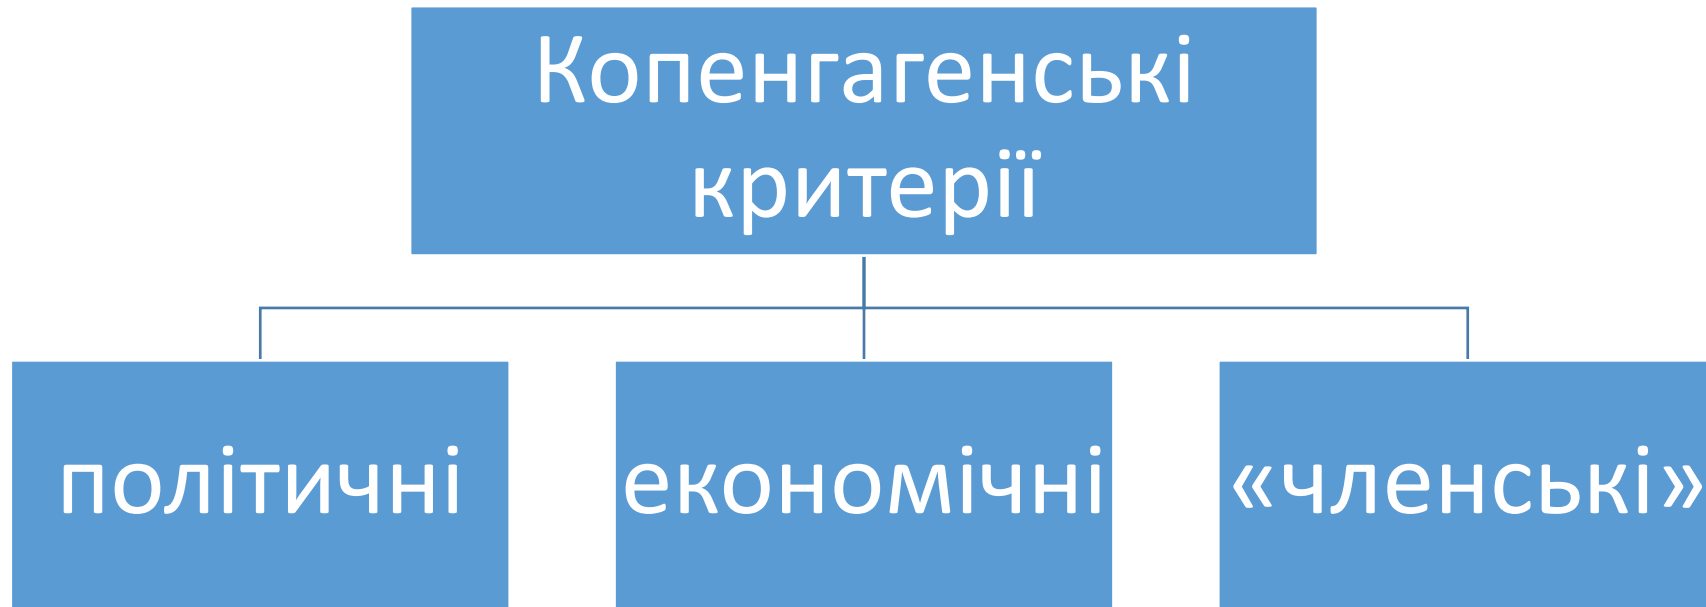 Копенгагенські
критерії
політичні
економічні
«членські»